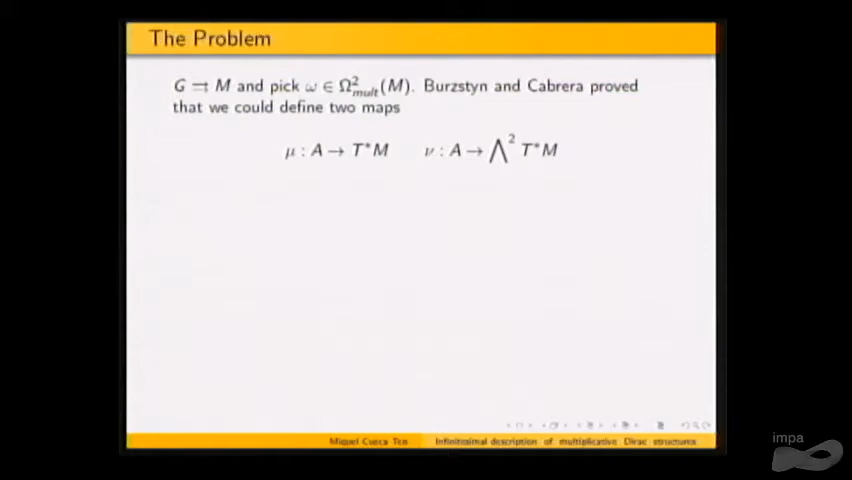 The Problem
G ⇉ M and pick ω ∈ Ω²_mult(M). Burzstyn and Cabrera proved
that we could define two maps
μ : A → T*M ν : A → ⋀² T*M
Miquel Cueca Ten Infinitesimal description of multiplicative Dirac structures
impa